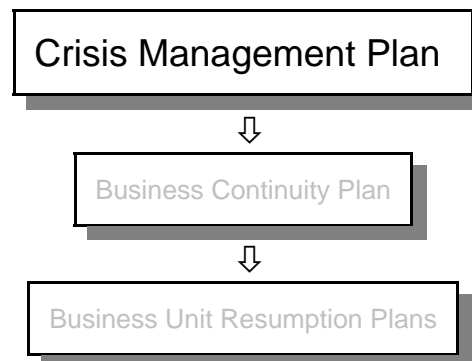 Crisis Management Plan
⇩
Business Continuity Plan
⇩
Business Unit Resumption Plans